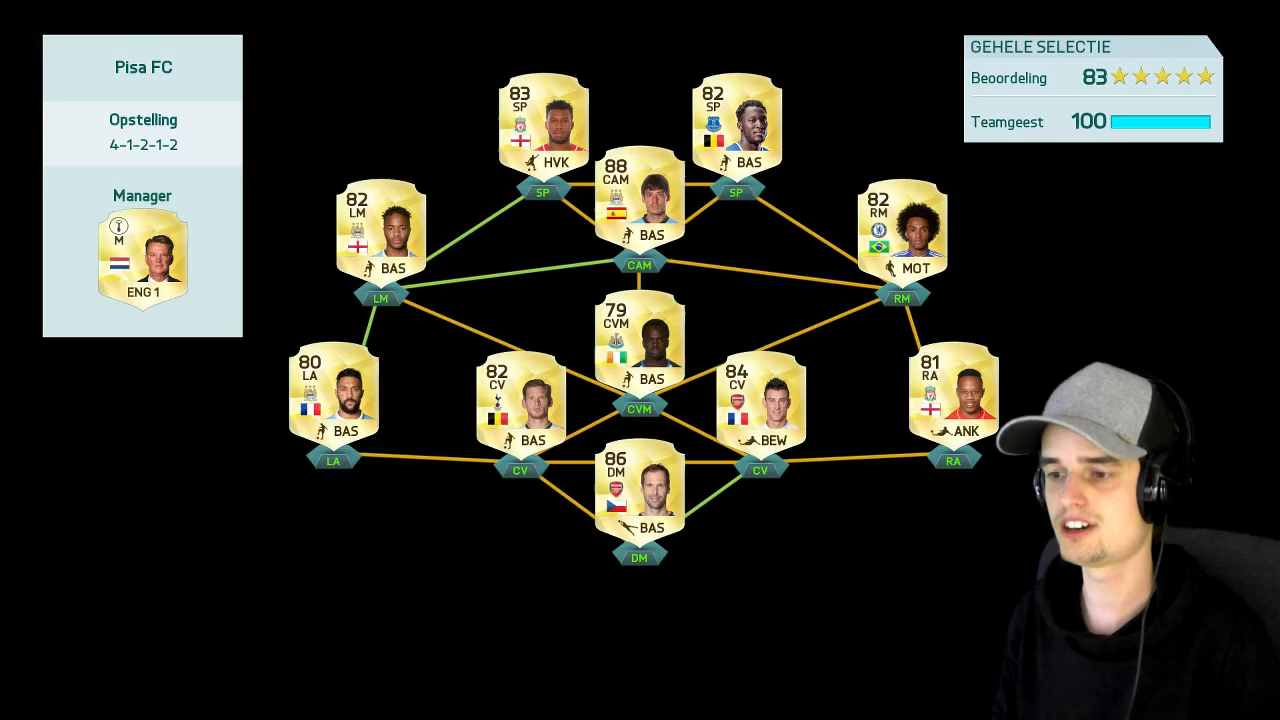 Pisa FC
Opstelling
4-1-2-1-2
Manager
M
ENG 1
GEHELE SELECTIE
Beoordeling 83
Teamgeest 100
83
SP
HVK
SP
82
SP
BAS
SP
88
CAM
BAS
CAM
82
LM
BAS
LM
82
RM
MOT
RM
79
CVM
BAS
CVM
80
LA
BAS
LA
82
CV
BAS
CV
84
CV
BEW
CV
81
RA
ANK
RA
86
DM
BAS
DM